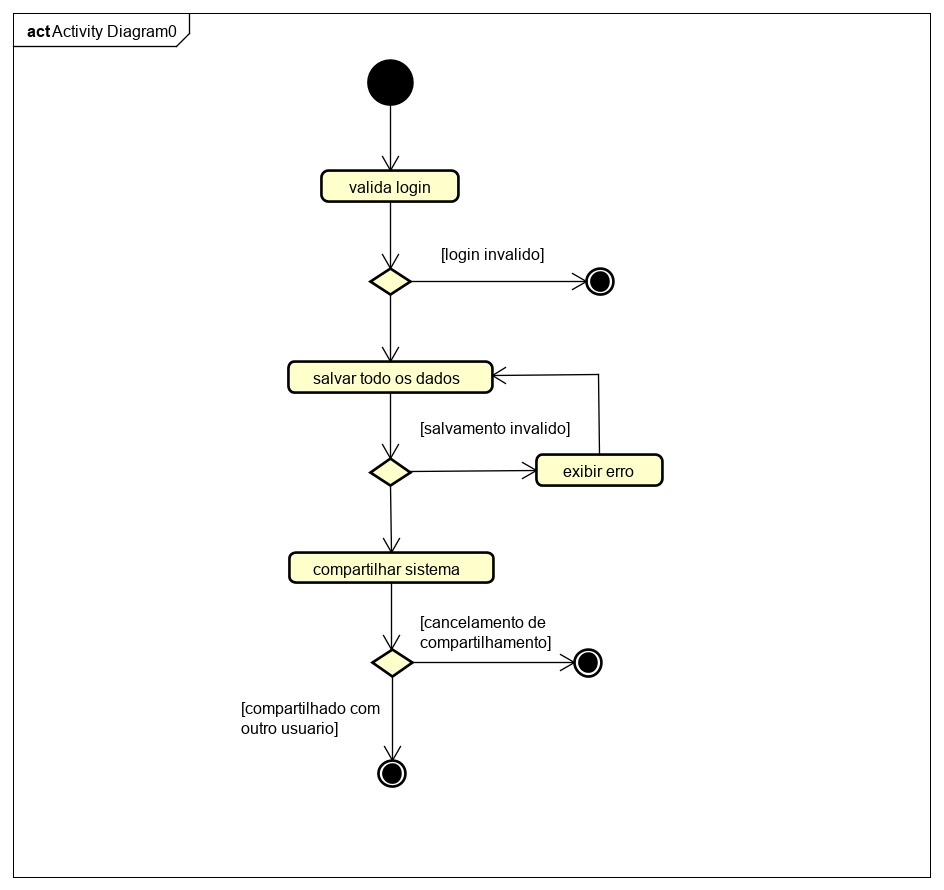 act Activity Diagram0
valida login
[login invalido]
salvar todo os dados
[salvamento invalido]
exibir erro
compartilhar sistema
[cancelamento de
compartilhamento]
[compartilhado com
outro usuario]